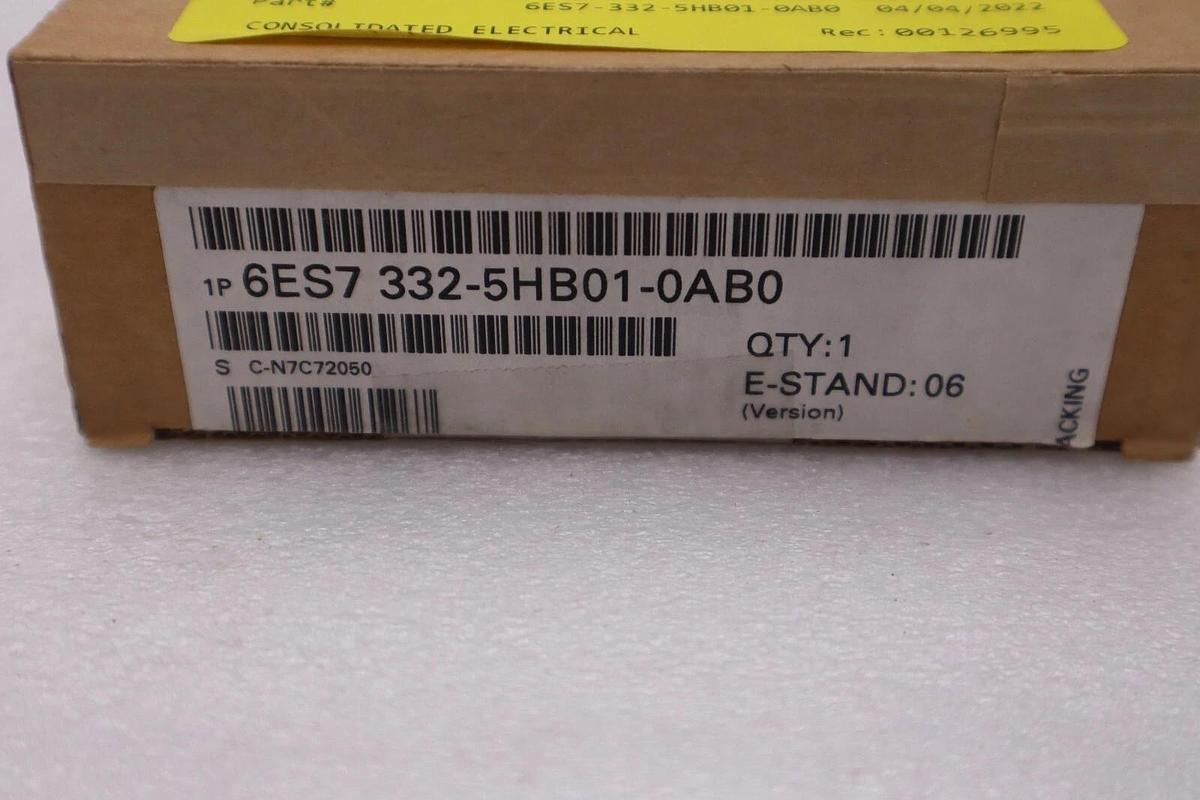 Part# 6ES7-332-5HB01-0AB0 04/04/2022
CONSOLIDATED ELECTRICAL Rec:00126995
1P 6ES7 332-5HB01-0AB0
S C-N7C72050
QTY:1
E-STAND:06
(Version)
ACKING